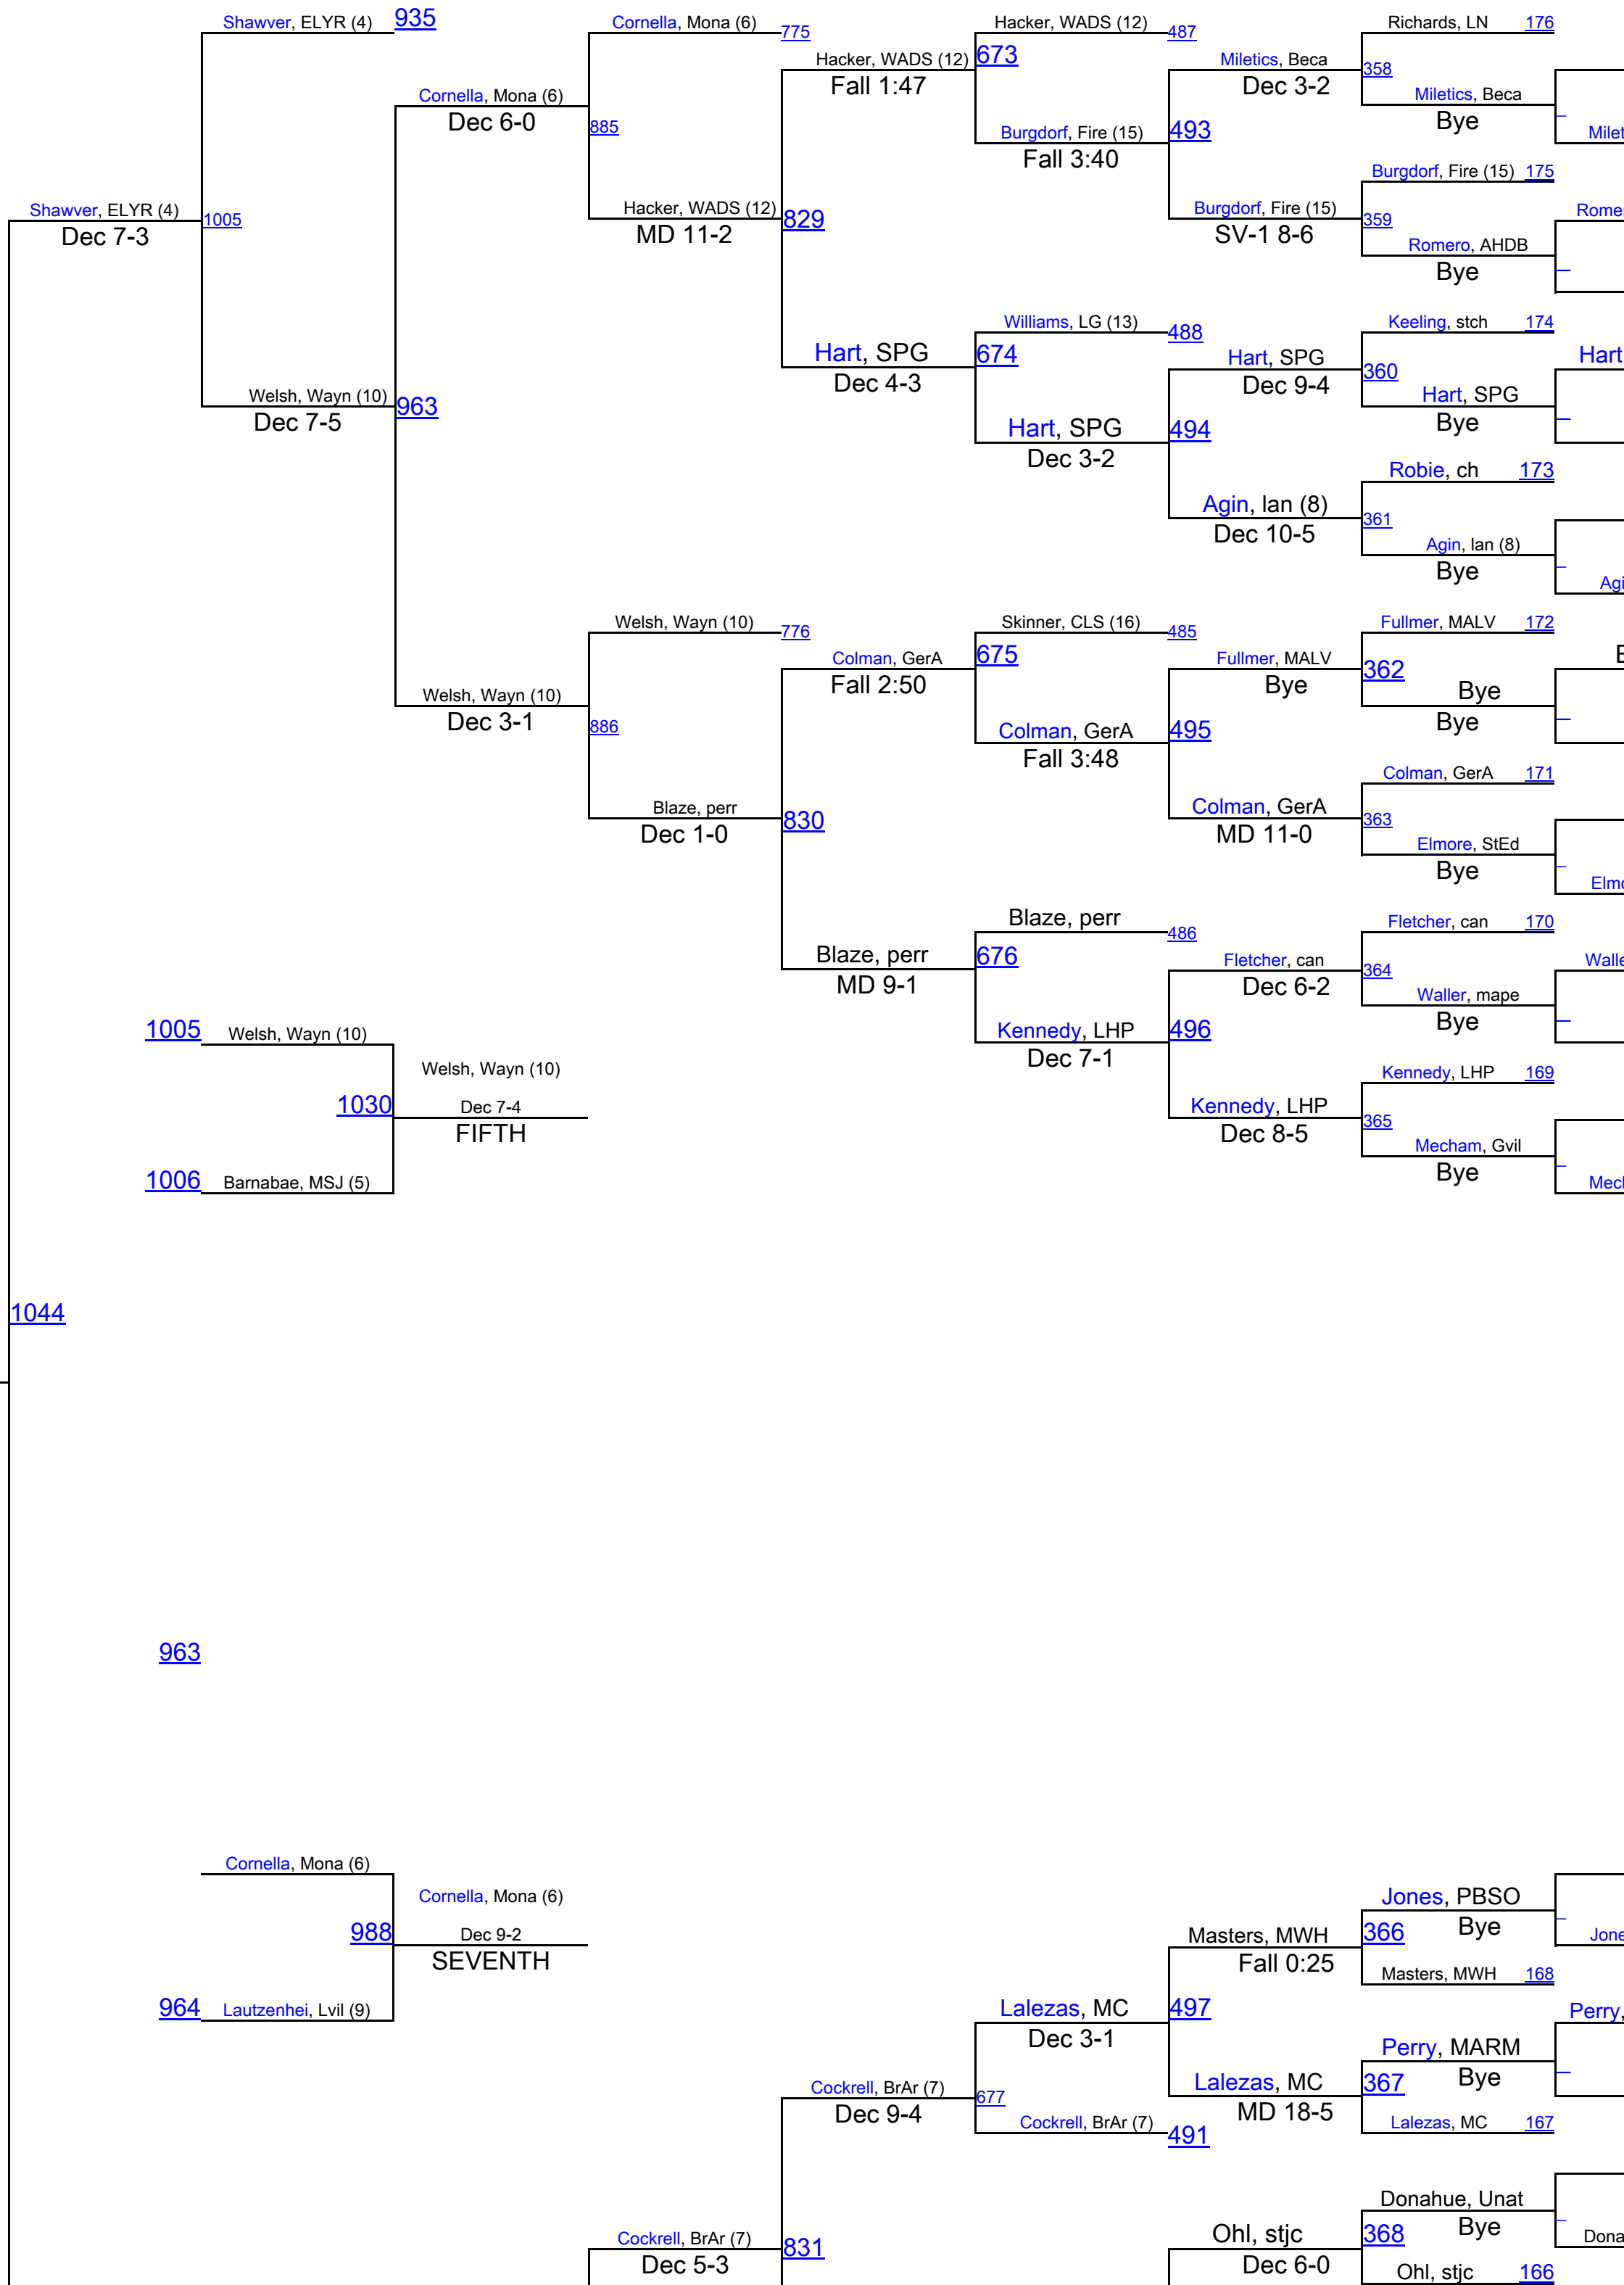 Shawver, ELYR (4) 935
Cornella, Mona (6) 775
Hacker, WADS (12) 487
Richards, LN 176
Hacker, WADS (12) 673
Fall 1:47
Miletics, Beca 358
Dec 3-2
Miletics, Beca
Bye
Cornella, Mona (6) 885
Dec 6-0
Burgdorf, Fire (15) 493
Fall 3:40
Burgdorf, Fire (15) 175
Shawver, ELYR (4) 1005
Dec 7-3
Hacker, WADS (12) 829
MD 11-2
Burgdorf, Fire (15) 359
SV-1 8-6
Romero, AHDB
Bye
Williams, LG (13) 488
Keeling, stch 174
Hart, SPG 674
Dec 4-3
Hart, SPG 360
Dec 9-4
Hart
Hart, SPG
Bye
Welsh, Wayn (10) 963
Dec 7-5
Hart, SPG 494
Dec 3-2
Robie, ch 173
Agin, Ian (8) 361
Dec 10-5
Agin, Ian (8)
Bye
Welsh, Wayn (10) 776
Skinner, CLS (16) 485
Fullmer, MALV 172
Colman, GerA 675
Fall 2:50
Fullmer, MALV 362
Bye
Bye
Bye
Welsh, Wayn (10) 886
Dec 3-1
Colman, GerA 495
Fall 3:48
Colman, GerA 171
Blaze, perr 830
Dec 1-0
Colman, GerA 363
MD 11-0
Elmore, StEd
Bye
Blaze, perr 486
Fletcher, can 170
Blaze, perr 676
MD 9-1
Fletcher, can 364
Dec 6-2
Waller, mape
Bye
1005 Welsh, Wayn (10)
Kennedy, LHP 496
Dec 7-1
Welsh, Wayn (10)
1030 Dec 7-4
FIFTH
Kennedy, LHP 169
Kennedy, LHP 365
Dec 8-5
Mecham, Gvil
Bye
1006 Barnabae, MSJ (5)
1044
963
Cornella, Mona (6)
Cornella, Mona (6)
988 Dec 9-2
SEVENTH
Jones, PBSO
366 Bye
Masters, MWH
Fall 0:25
Masters, MWH 168
964 Lautzenhei, Lvil (9)
Lalezas, MC 497
Dec 3-1
Perry,
Perry, MARM
367 Bye
Lalezas, MC
MD 18-5
Cockrell, BrAr (7) 677
Dec 9-4
Cockrell, BrAr (7) 491
Lalezas, MC 167
Donahue, Unat
368 Bye
Cockrell, BrAr (7) 831
Dec 5-3
Ohl, stjc
Dec 6-0
Ohl, stjc 166